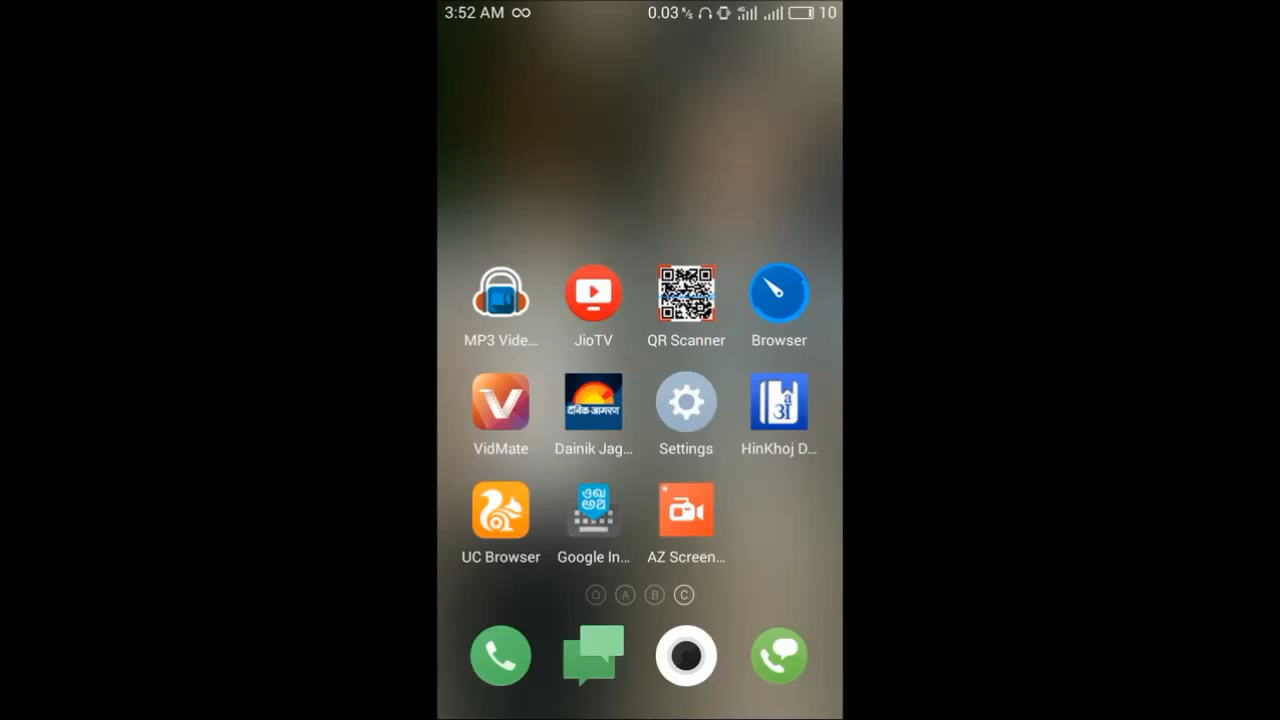 3:52 AM
0.03 K/s 4G 10
MP3 Vide...
JioTV
QR Scanner
Browser
V
दैनिक जागरण
a
अ
VidMate
Dainik Jag...
Settings
HinKhoj D...
UC Browser
Google In...
AZ Screen...
A B C